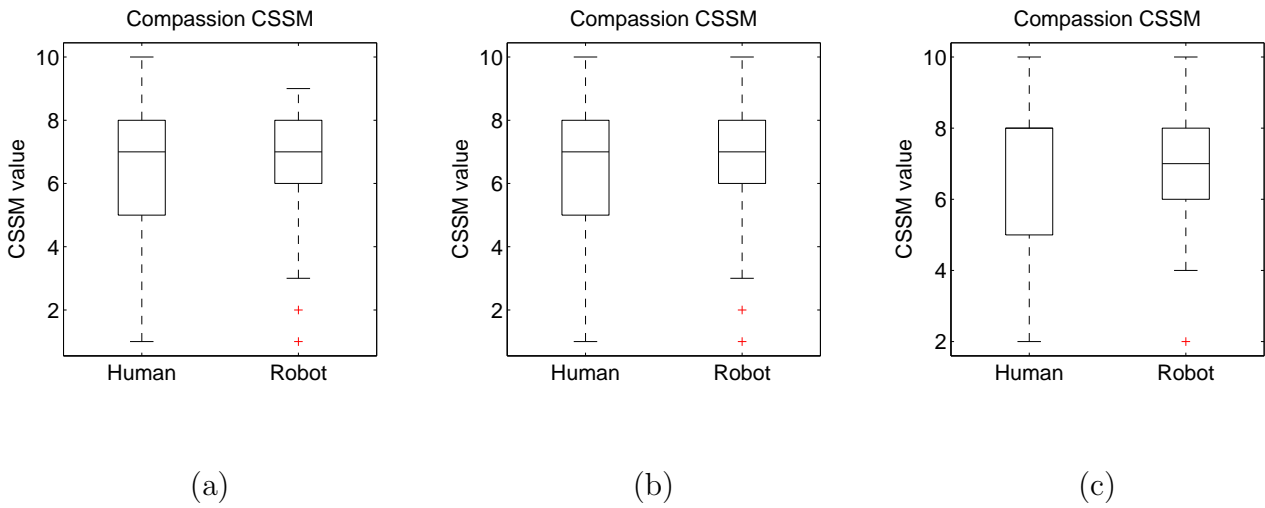 Compassion CSSM
CSSM value
10
8
6
4
2
Human Robot
(a)
Compassion CSSM
CSSM value
10
8
6
4
2
Human Robot
(b)
Compassion CSSM
CSSM value
10
8
6
4
2
Human Robot
(c)